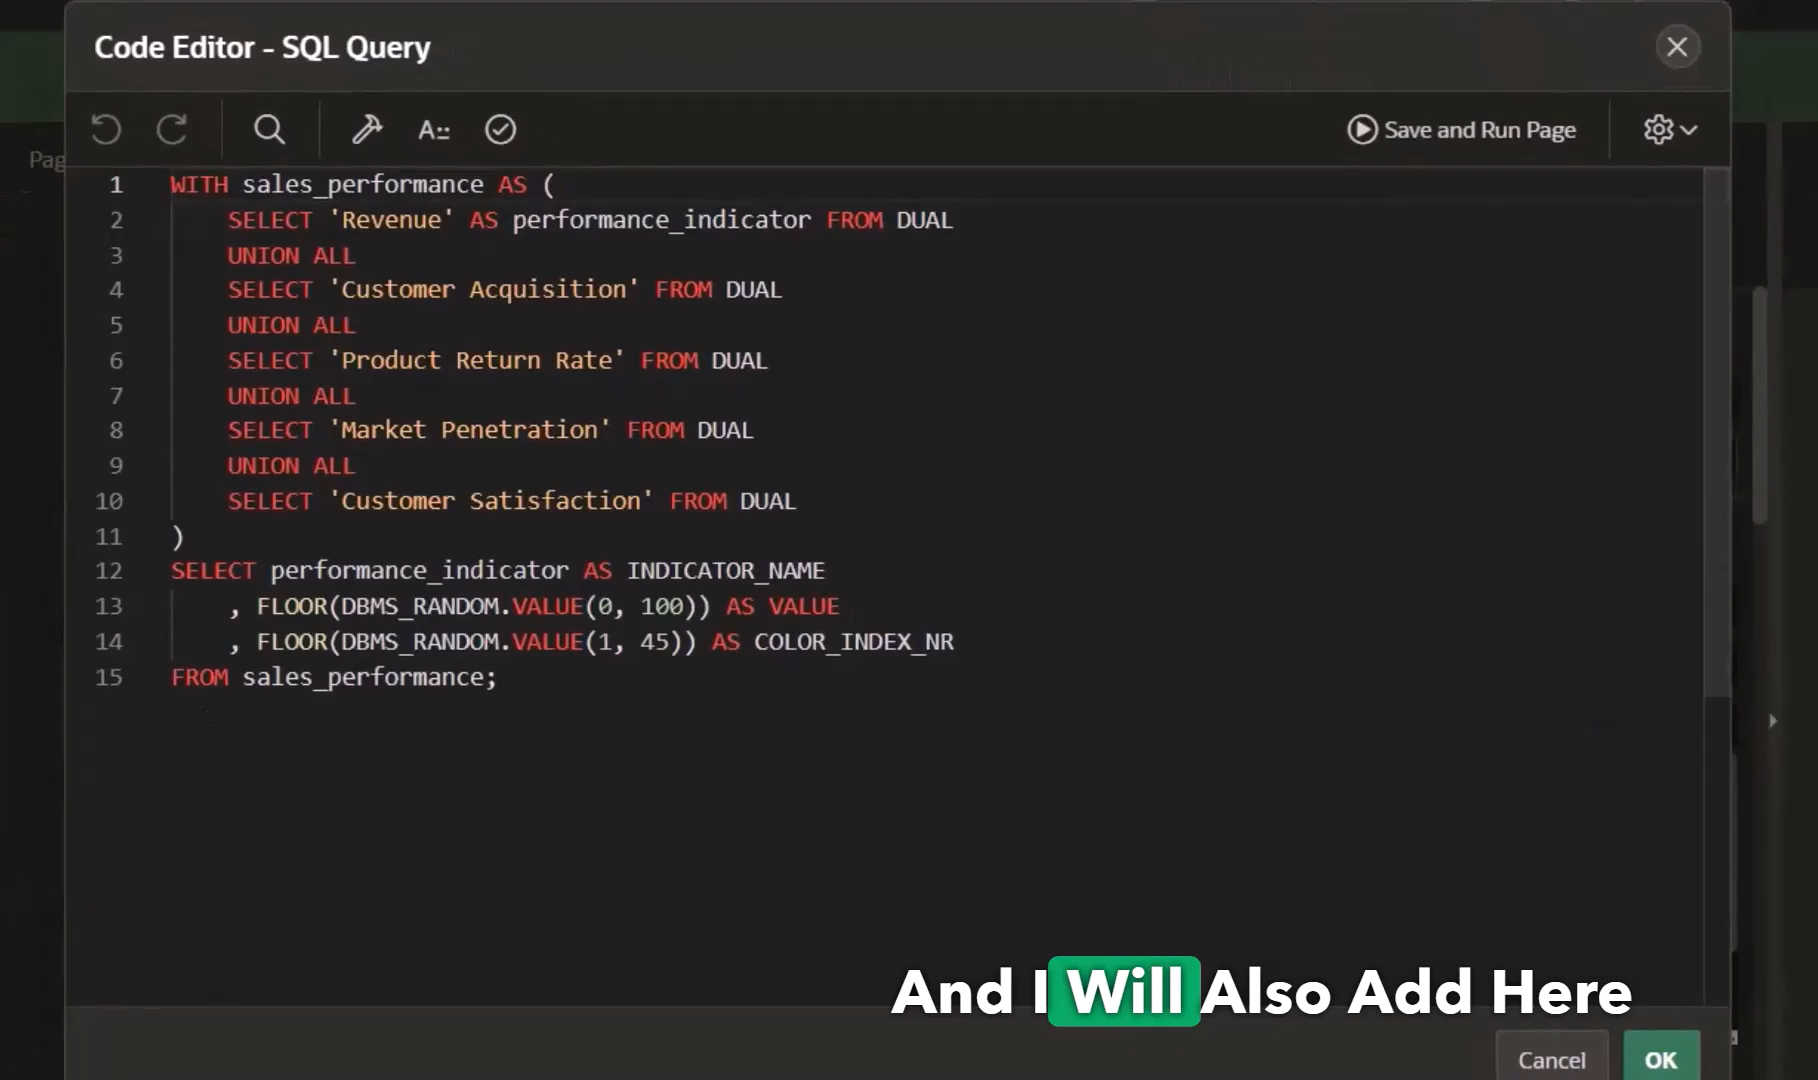 Code Editor - SQL Query
A::
Save and Run Page
Pag
1 WITH sales_performance AS (
2 SELECT 'Revenue' AS performance_indicator FROM DUAL
3 UNION ALL
4 SELECT 'Customer Acquisition' FROM DUAL
5 UNION ALL
6 SELECT 'Product Return Rate' FROM DUAL
7 UNION ALL
8 SELECT 'Market Penetration' FROM DUAL
9 UNION ALL
10 SELECT 'Customer Satisfaction' FROM DUAL
11 )
12 SELECT performance_indicator AS INDICATOR_NAME
13 , FLOOR(DBMS_RANDOM.VALUE(0, 100)) AS VALUE
14 , FLOOR(DBMS_RANDOM.VALUE(1, 45)) AS COLOR_INDEX_NR
15 FROM sales_performance;
And I Will Also Add Here
Cancel
OK